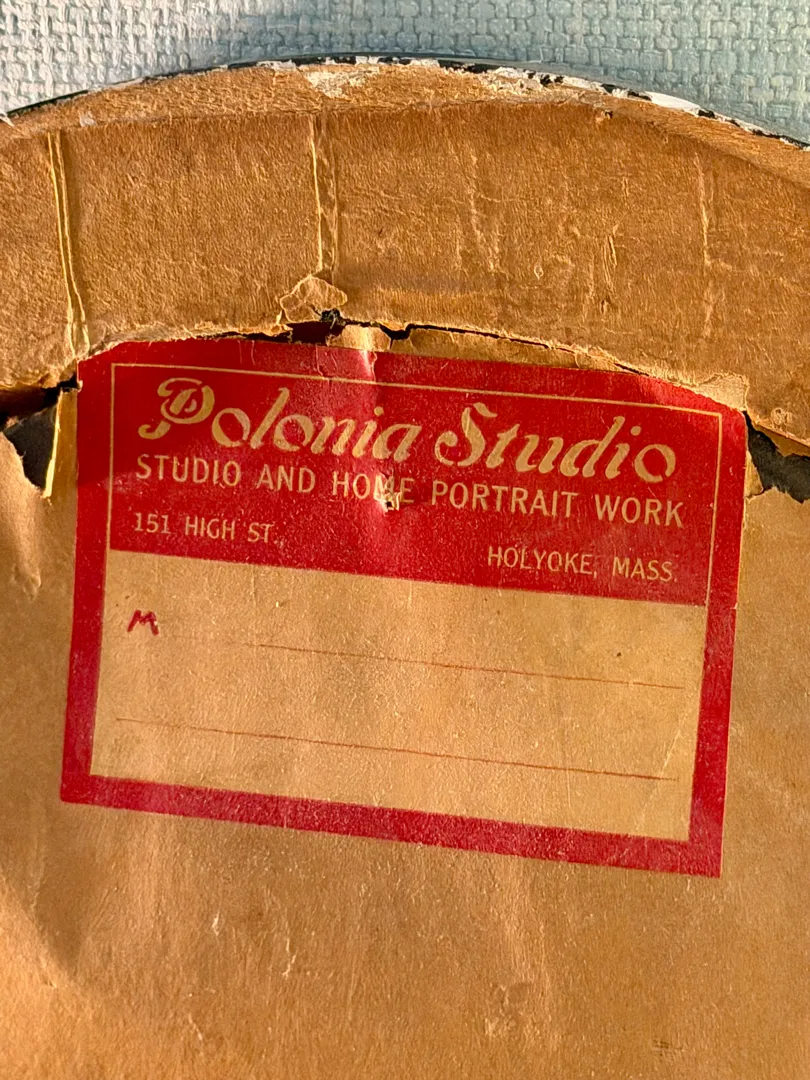 Polonia Studio
STUDIO AND HOME PORTRAIT WORK
151 HIGH ST.
HOLYOKE, MASS.
M